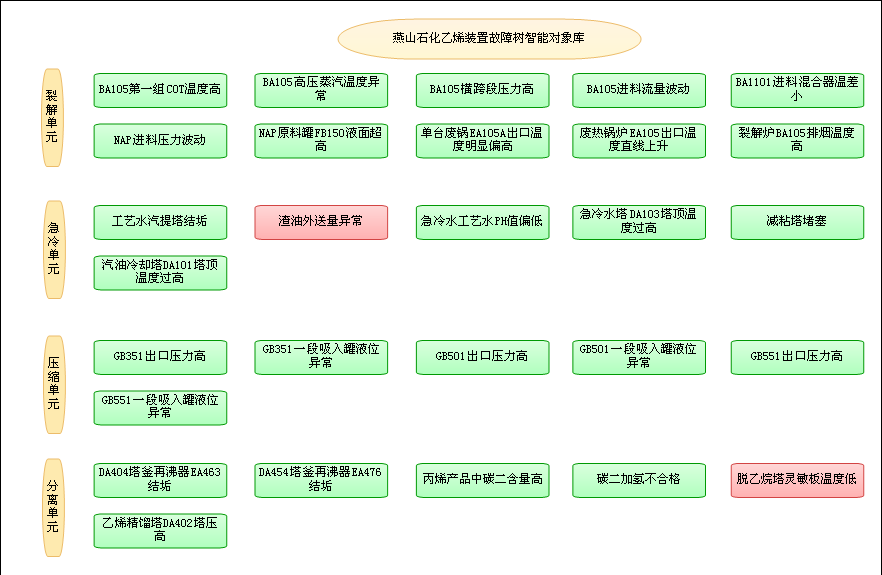 燕山石化乙烯装置故障树智能对象库
裂解单元
BA105第一组COT温度高
BA105高压蒸汽温度异
常
BA105横跨段压力高
BA105进料流量波动
BA1101进料混合器温差
小
NAP进料压力波动
NAP原料罐FB150液面超
高
单台废锅EA105A出口温
度明显偏高
废热锅炉EA105出口温
度直线上升
裂解炉BA105排烟温度
高
急冷单元
工艺水汽提塔结垢
渣油外送量异常
急冷水工艺水PH值偏低
急冷水塔DA103塔顶温
度过高
减粘塔堵塞
汽油冷却塔DA101塔顶
温度过高
压缩单元
GB351出口压力高
GB351一段吸入罐液位
异常
GB501出口压力高
GB501一段吸入罐液位
异常
GB551出口压力高
GB551一段吸入罐液位
异常
分离单元
DA404塔釜再沸器EA463
结垢
DA454塔釜再沸器EA476
结垢
丙烯产品中碳二含量高
碳二加氢不合格
脱乙烷塔灵敏板温度低
乙烯精馏塔DA402塔压
高